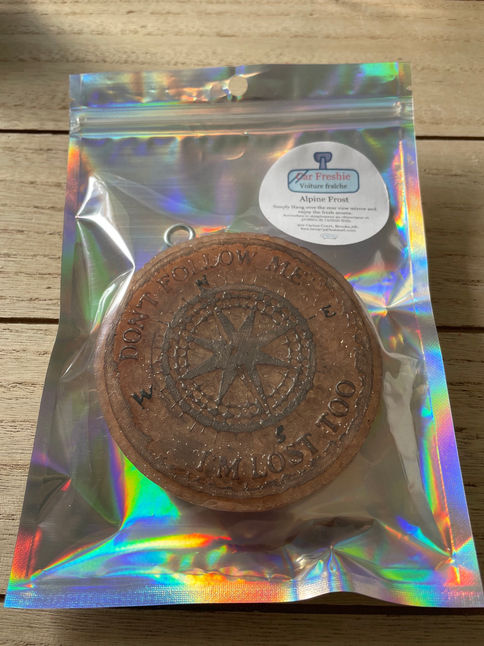 Car Freshie
Voiture fraîche
Alpine Frost
Simply Hang over the rear view mirror and
enjoy the fresh aroma.
DON'T FOLLOW ME
N
E
W
S
I'M LOST TOO